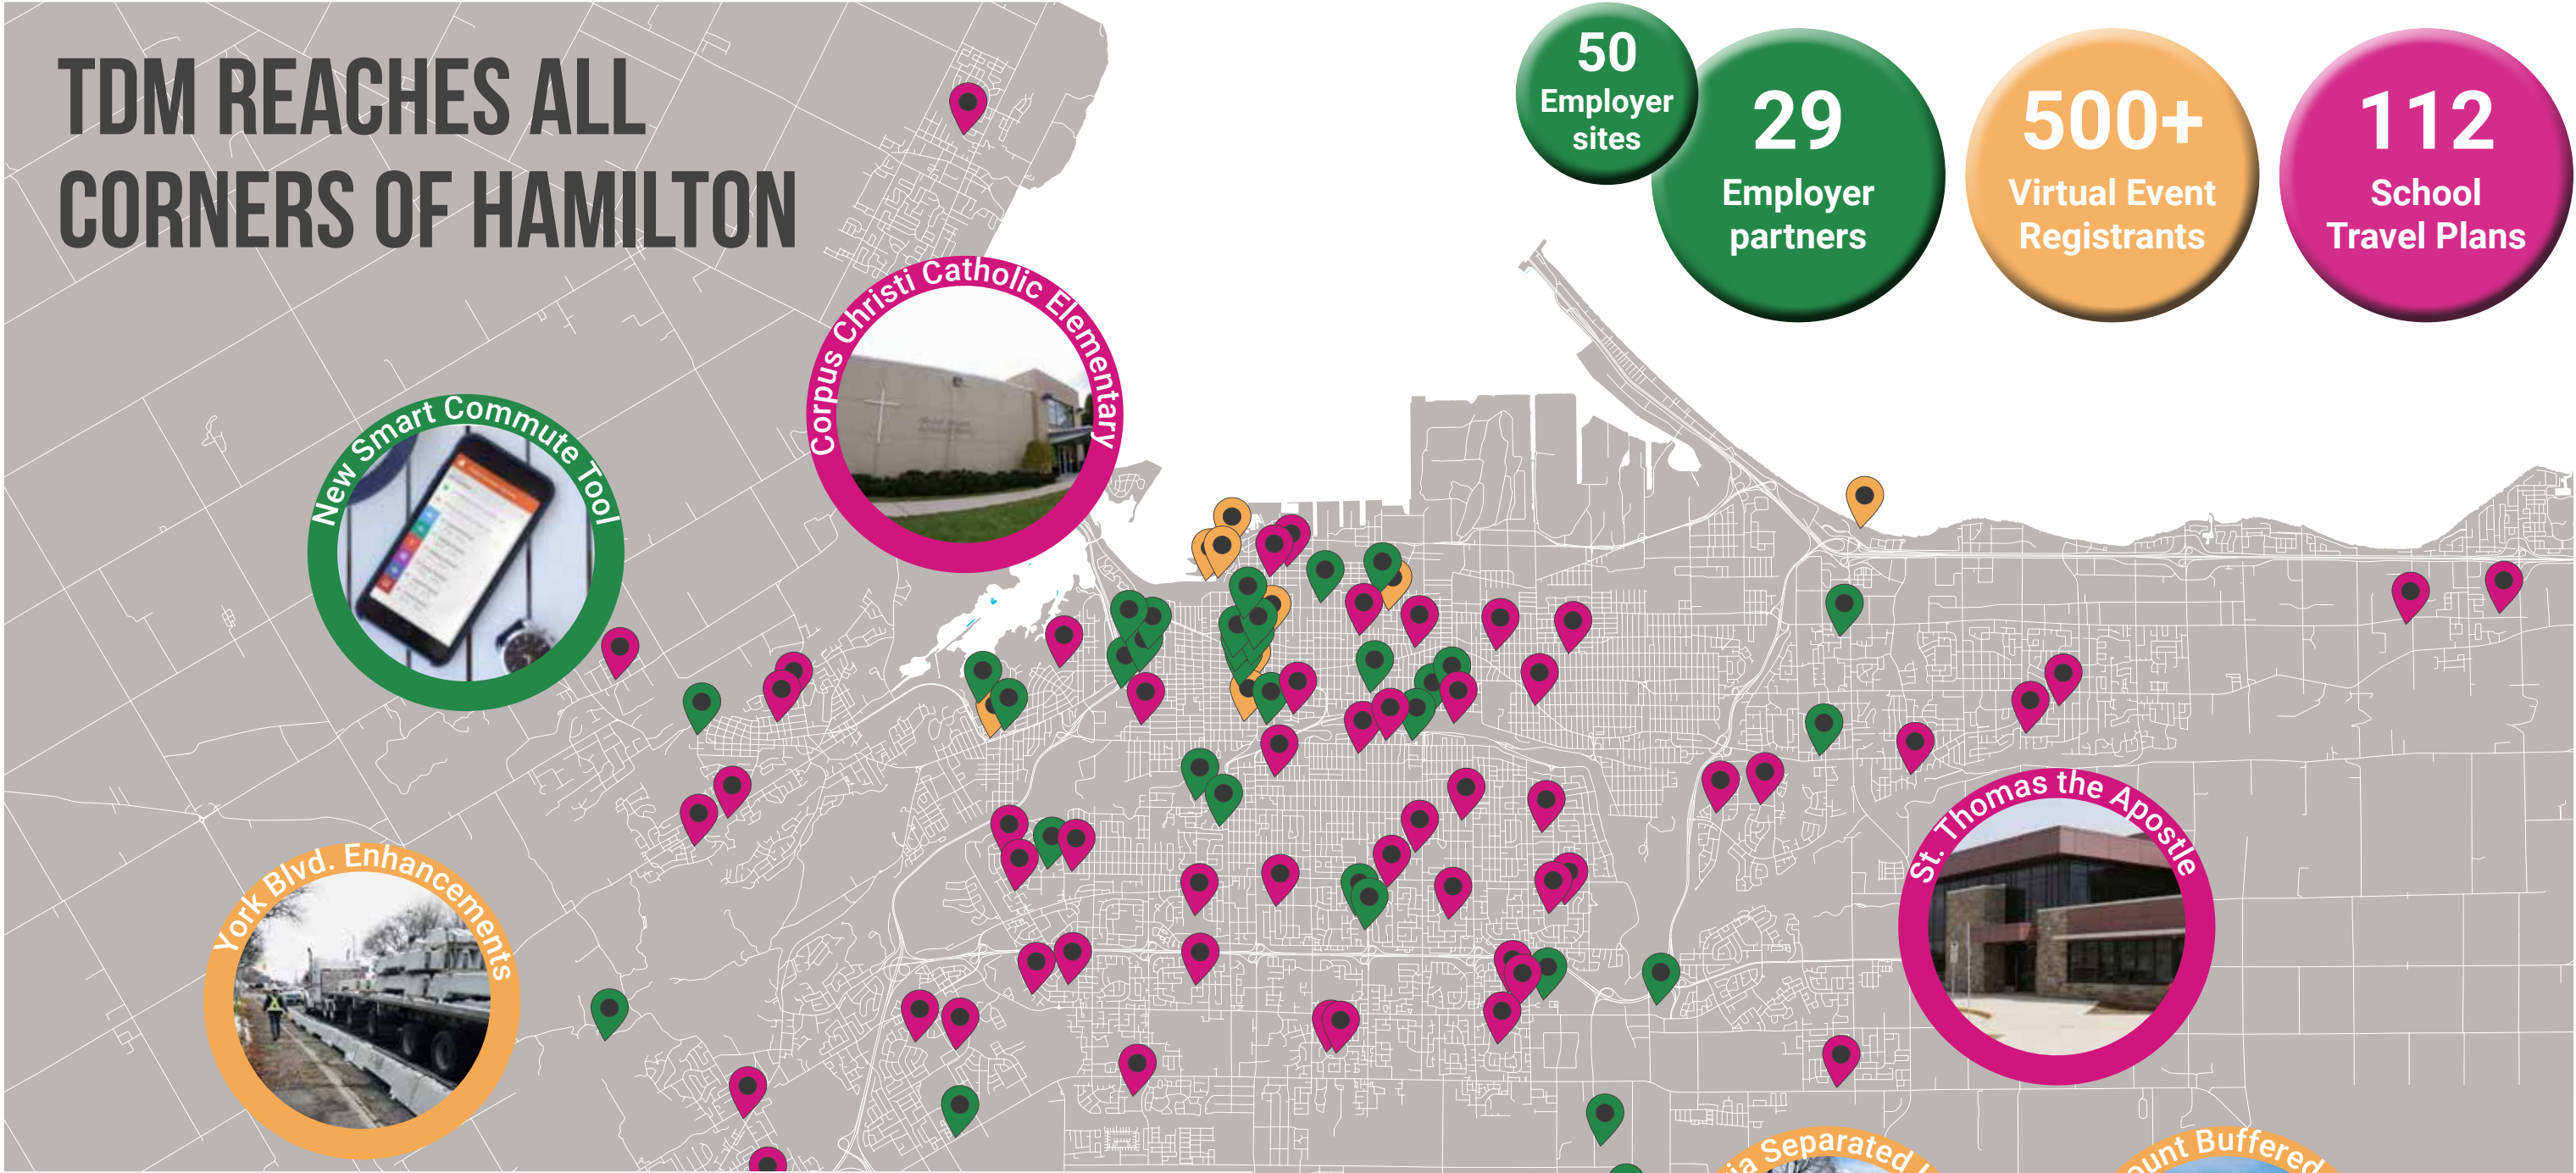 TDM REACHES ALL
CORNERS OF HAMILTON
50
Employer
sites
29
Employer
partners
500+
Virtual Event
Registrants
112
School
Travel Plans
Corpus Christi Catholic Elementary
New Smart Commute Tool
York Blvd. Enhancements
St. Thomas the Apostle
Separated
Buffered